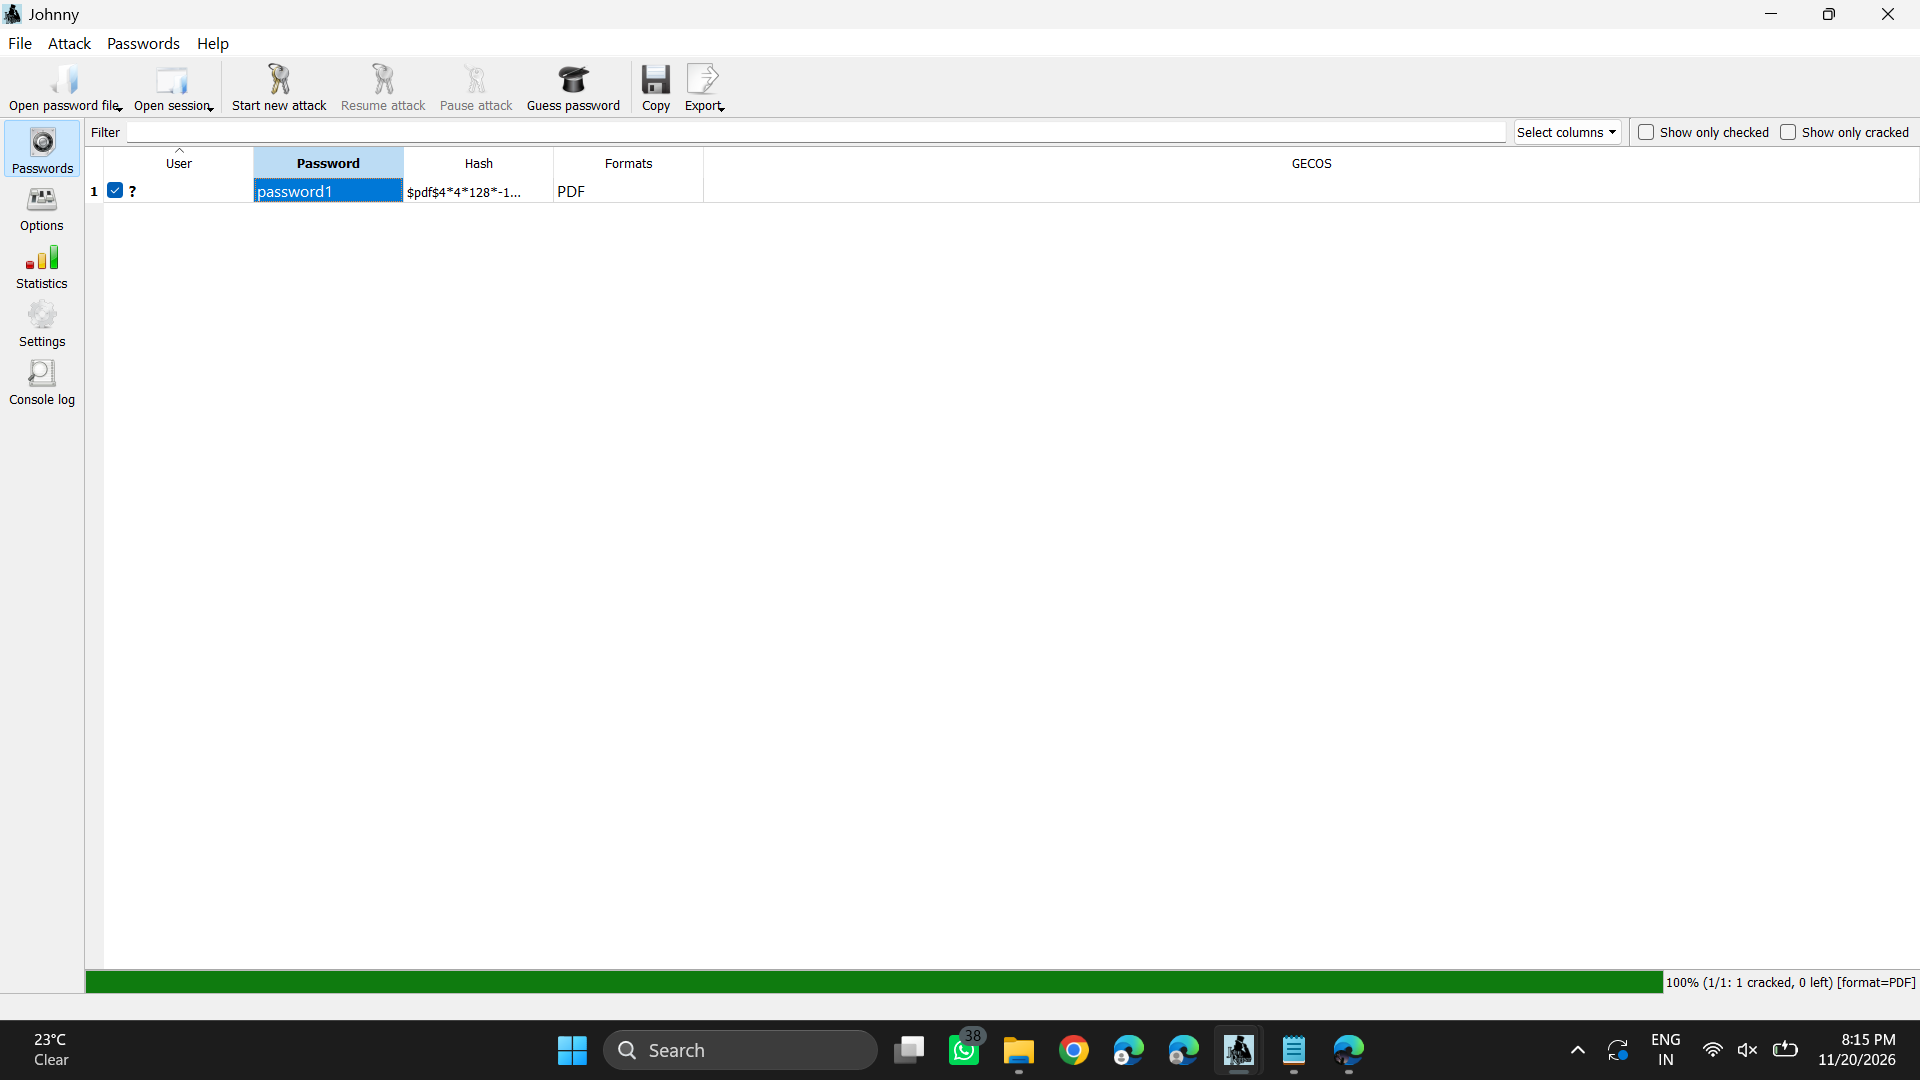 Johnny
File Attack Passwords Help
Open password file Open session Start new attack Resume attack Pause attack Guess password Copy Export
Filter Select columns Show only checked Show only cracked
Passwords
Options
Statistics
Settings
Console log
User Password Hash Formats GECOS
1 ? password1 $pdf$4*4*128*-1... PDF
100% (1/1: 1 cracked, 0 left) [format=PDF]
23°C
Clear
Search
38
ENG
IN
8:15 PM
11/20/2026